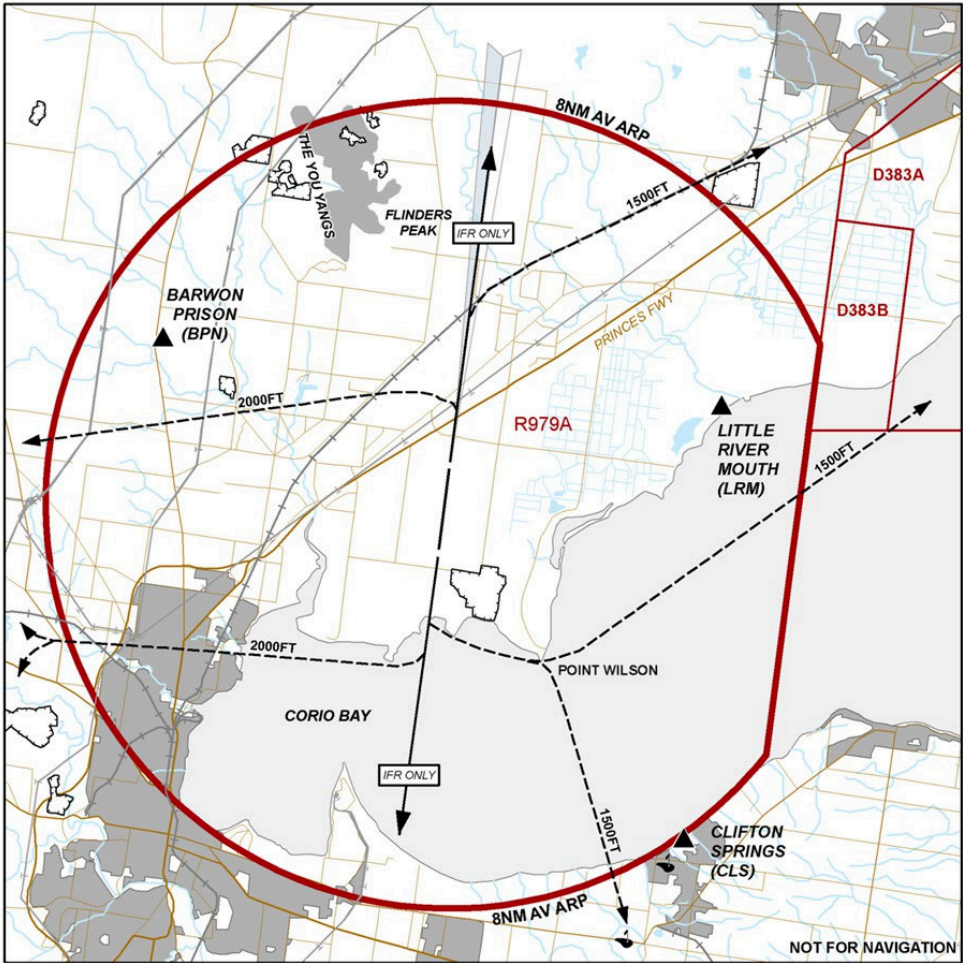 8NM AV ARP
D383A
THE YOU YANGS
1500FT
FLINDERS
PEAK
IFR ONLY
BARWON
PRISON
(BPN)
D383B
PRINCES FWY
2000FT
R979A
LITTLE
RIVER
MOUTH
(LRM)
1500FT
2000FT
POINT WILSON
CORIO BAY
IFR ONLY
1500FT
CLIFTON
SPRINGS
(CLS)
8NM AV ARP
NOT FOR NAVIGATION